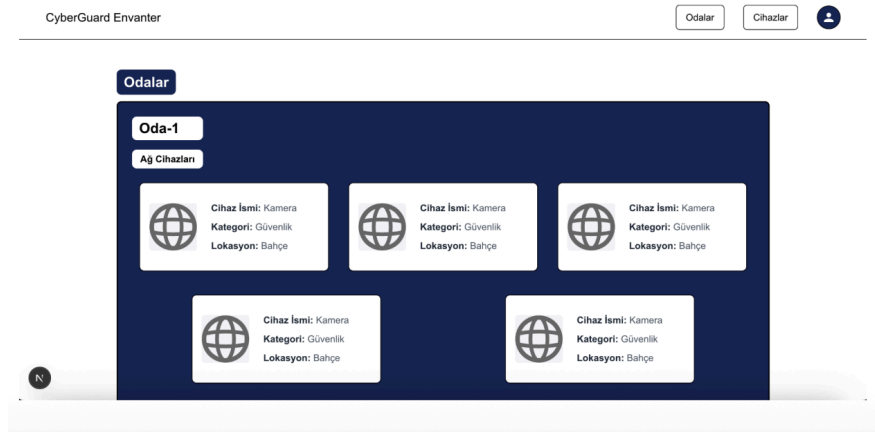 CyberGuard Envanter
Odalar
Cihazlar
Odalar
Oda-1
Ağ Cihazları
Cihaz İsmi: Kamera
Kategori: Güvenlik
Lokasyon: Bahçe
Cihaz İsmi: Kamera
Kategori: Güvenlik
Lokasyon: Bahçe
Cihaz İsmi: Kamera
Kategori: Güvenlik
Lokasyon: Bahçe
Cihaz İsmi: Kamera
Kategori: Güvenlik
Lokasyon: Bahçe
Cihaz İsmi: Kamera
Kategori: Güvenlik
Lokasyon: Bahçe
N